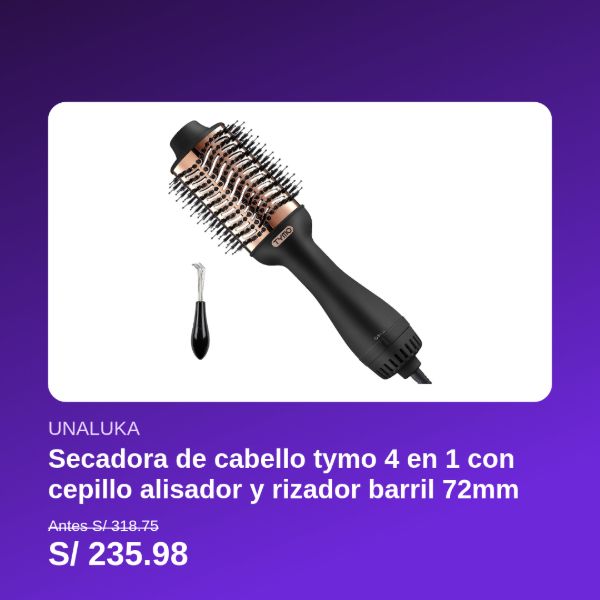 TYMO
UNALUKA
Secadora de cabello tymo 4 en 1 con
cepillo alisador y rizador barril 72mm
Antes S/ 318.75
S/ 235.98